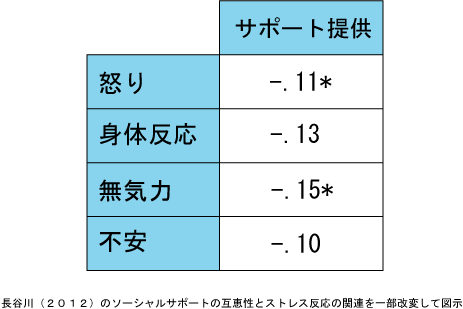 サポート提供
怒り -.11*
身体反応 -.13
無気力 -.15*
不安 -.10
長谷川（２０１２）のソーシャルサポートの互恵性とストレス反応の関連を一部改変して図示